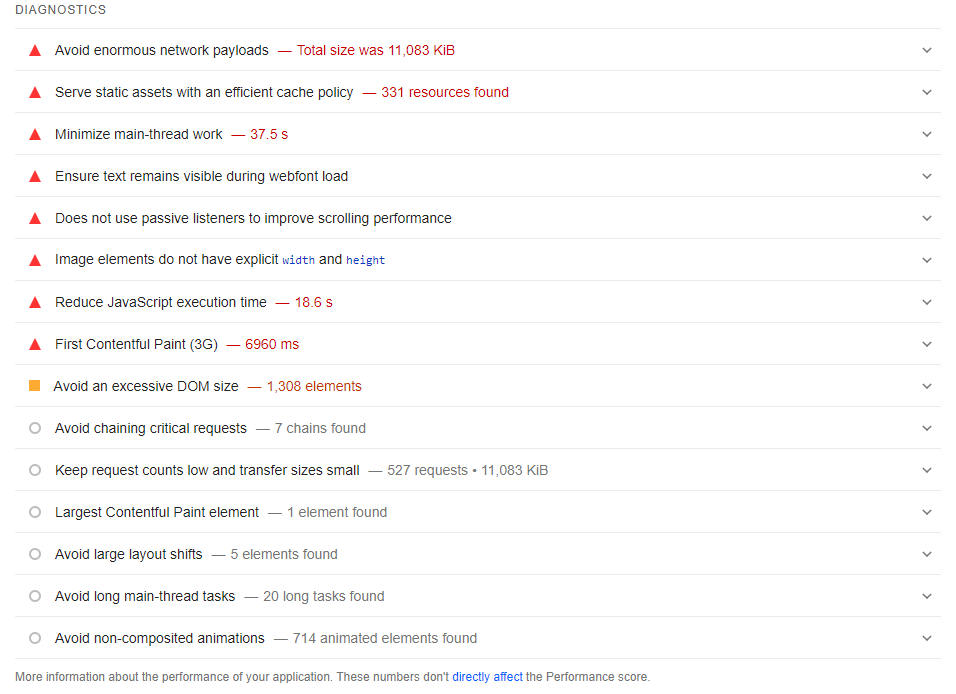 DIAGNOSTICS
Avoid enormous network payloads — Total size was 11,083 KiB
Serve static assets with an efficient cache policy — 331 resources found
Minimize main-thread work — 37.5 s
Ensure text remains visible during webfont load
Does not use passive listeners to improve scrolling performance
Image elements do not have explicit width and height
Reduce JavaScript execution time — 18.6 s
First Contentful Paint (3G) — 6960 ms
Avoid an excessive DOM size — 1,308 elements
Avoid chaining critical requests — 7 chains found
Keep request counts low and transfer sizes small — 527 requests • 11,083 KiB
Largest Contentful Paint element — 1 element found
Avoid large layout shifts — 5 elements found
Avoid long main-thread tasks — 20 long tasks found
Avoid non-composited animations — 714 animated elements found
More information about the performance of your application. These numbers don't directly affect the Performance score.